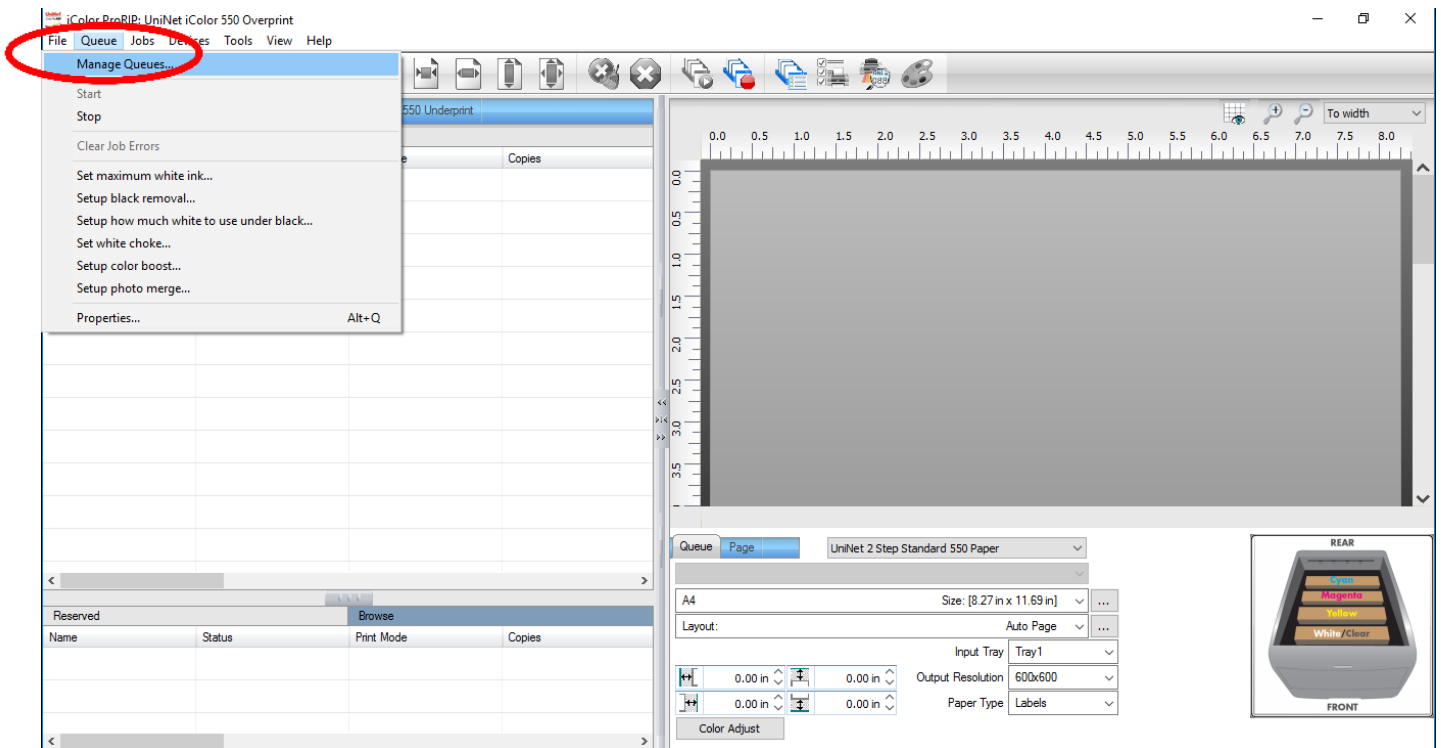 iColor ProRIP: UniNet iColor 550 Overprint
File Queue Jobs Devices Tools View Help
Manage Queues...
Start
Stop
Clear Job Errors
Set maximum white ink...
Setup black removal...
Setup how much white to use under black...
Set white choke...
Setup color boost...
Setup photo merge...
Properties... Alt+Q
550 Underprint
Copies
To width
0.0 0.5 1.0 1.5 2.0 2.5 3.0 3.5 4.0 4.5 5.0 5.5 6.0 6.5 7.0 7.5 8.0
0.0
0.5
1.0
1.5
2.0
2.5
3.0
3.5
Queue Page UniNet 2 Step Standard 550 Paper
A4 Size: [8.27 in x 11.69 in] ...
Layout: Auto Page ...
Input Tray Tray1
0.00 in 0.00 in Output Resolution 600x600
0.00 in 0.00 in Paper Type Labels
Color Adjust
REAR
Cyan
Magenta
Yellow
White/Clear
FRONT
Reserved Browse
Name Status Print Mode Copies